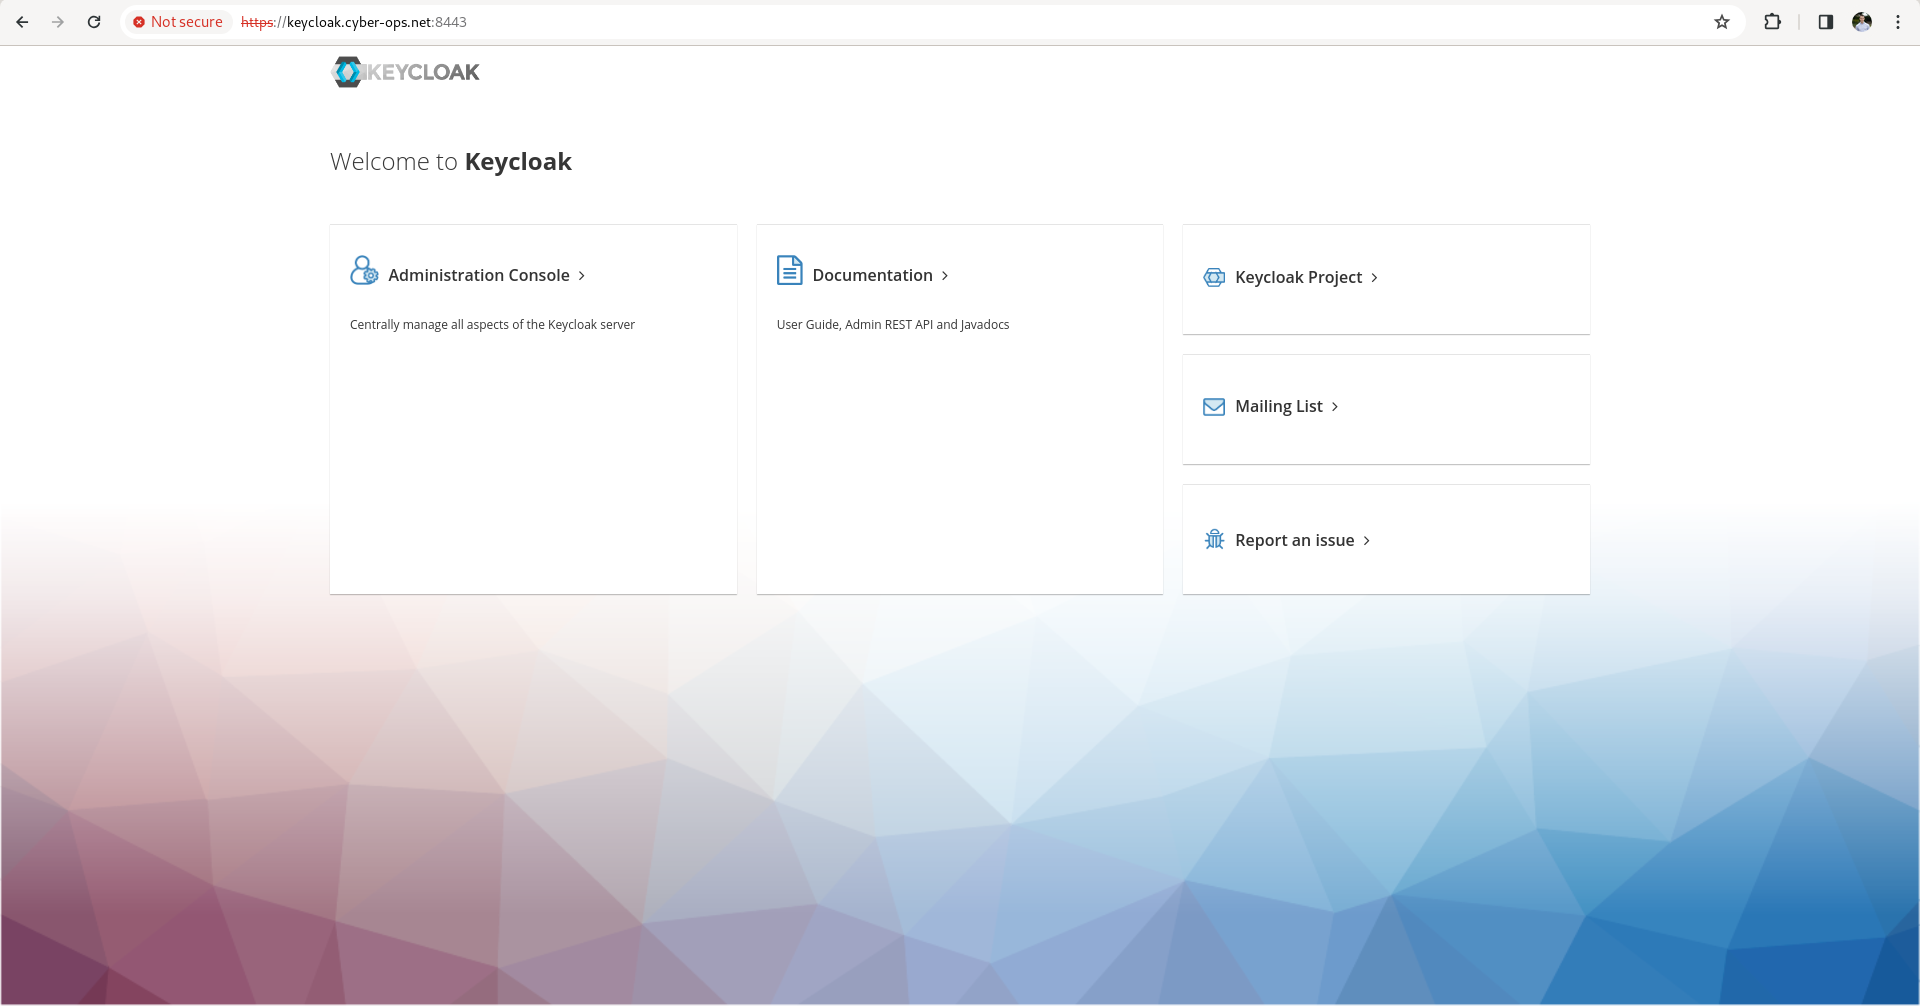 Not secure https://keycloak.cyber-ops.net:8443
KEYCLOAK
Welcome to Keycloak
Administration Console
Centrally manage all aspects of the Keycloak server
Documentation
User Guide, Admin REST API and Javadocs
Keycloak Project
Mailing List
Report an issue